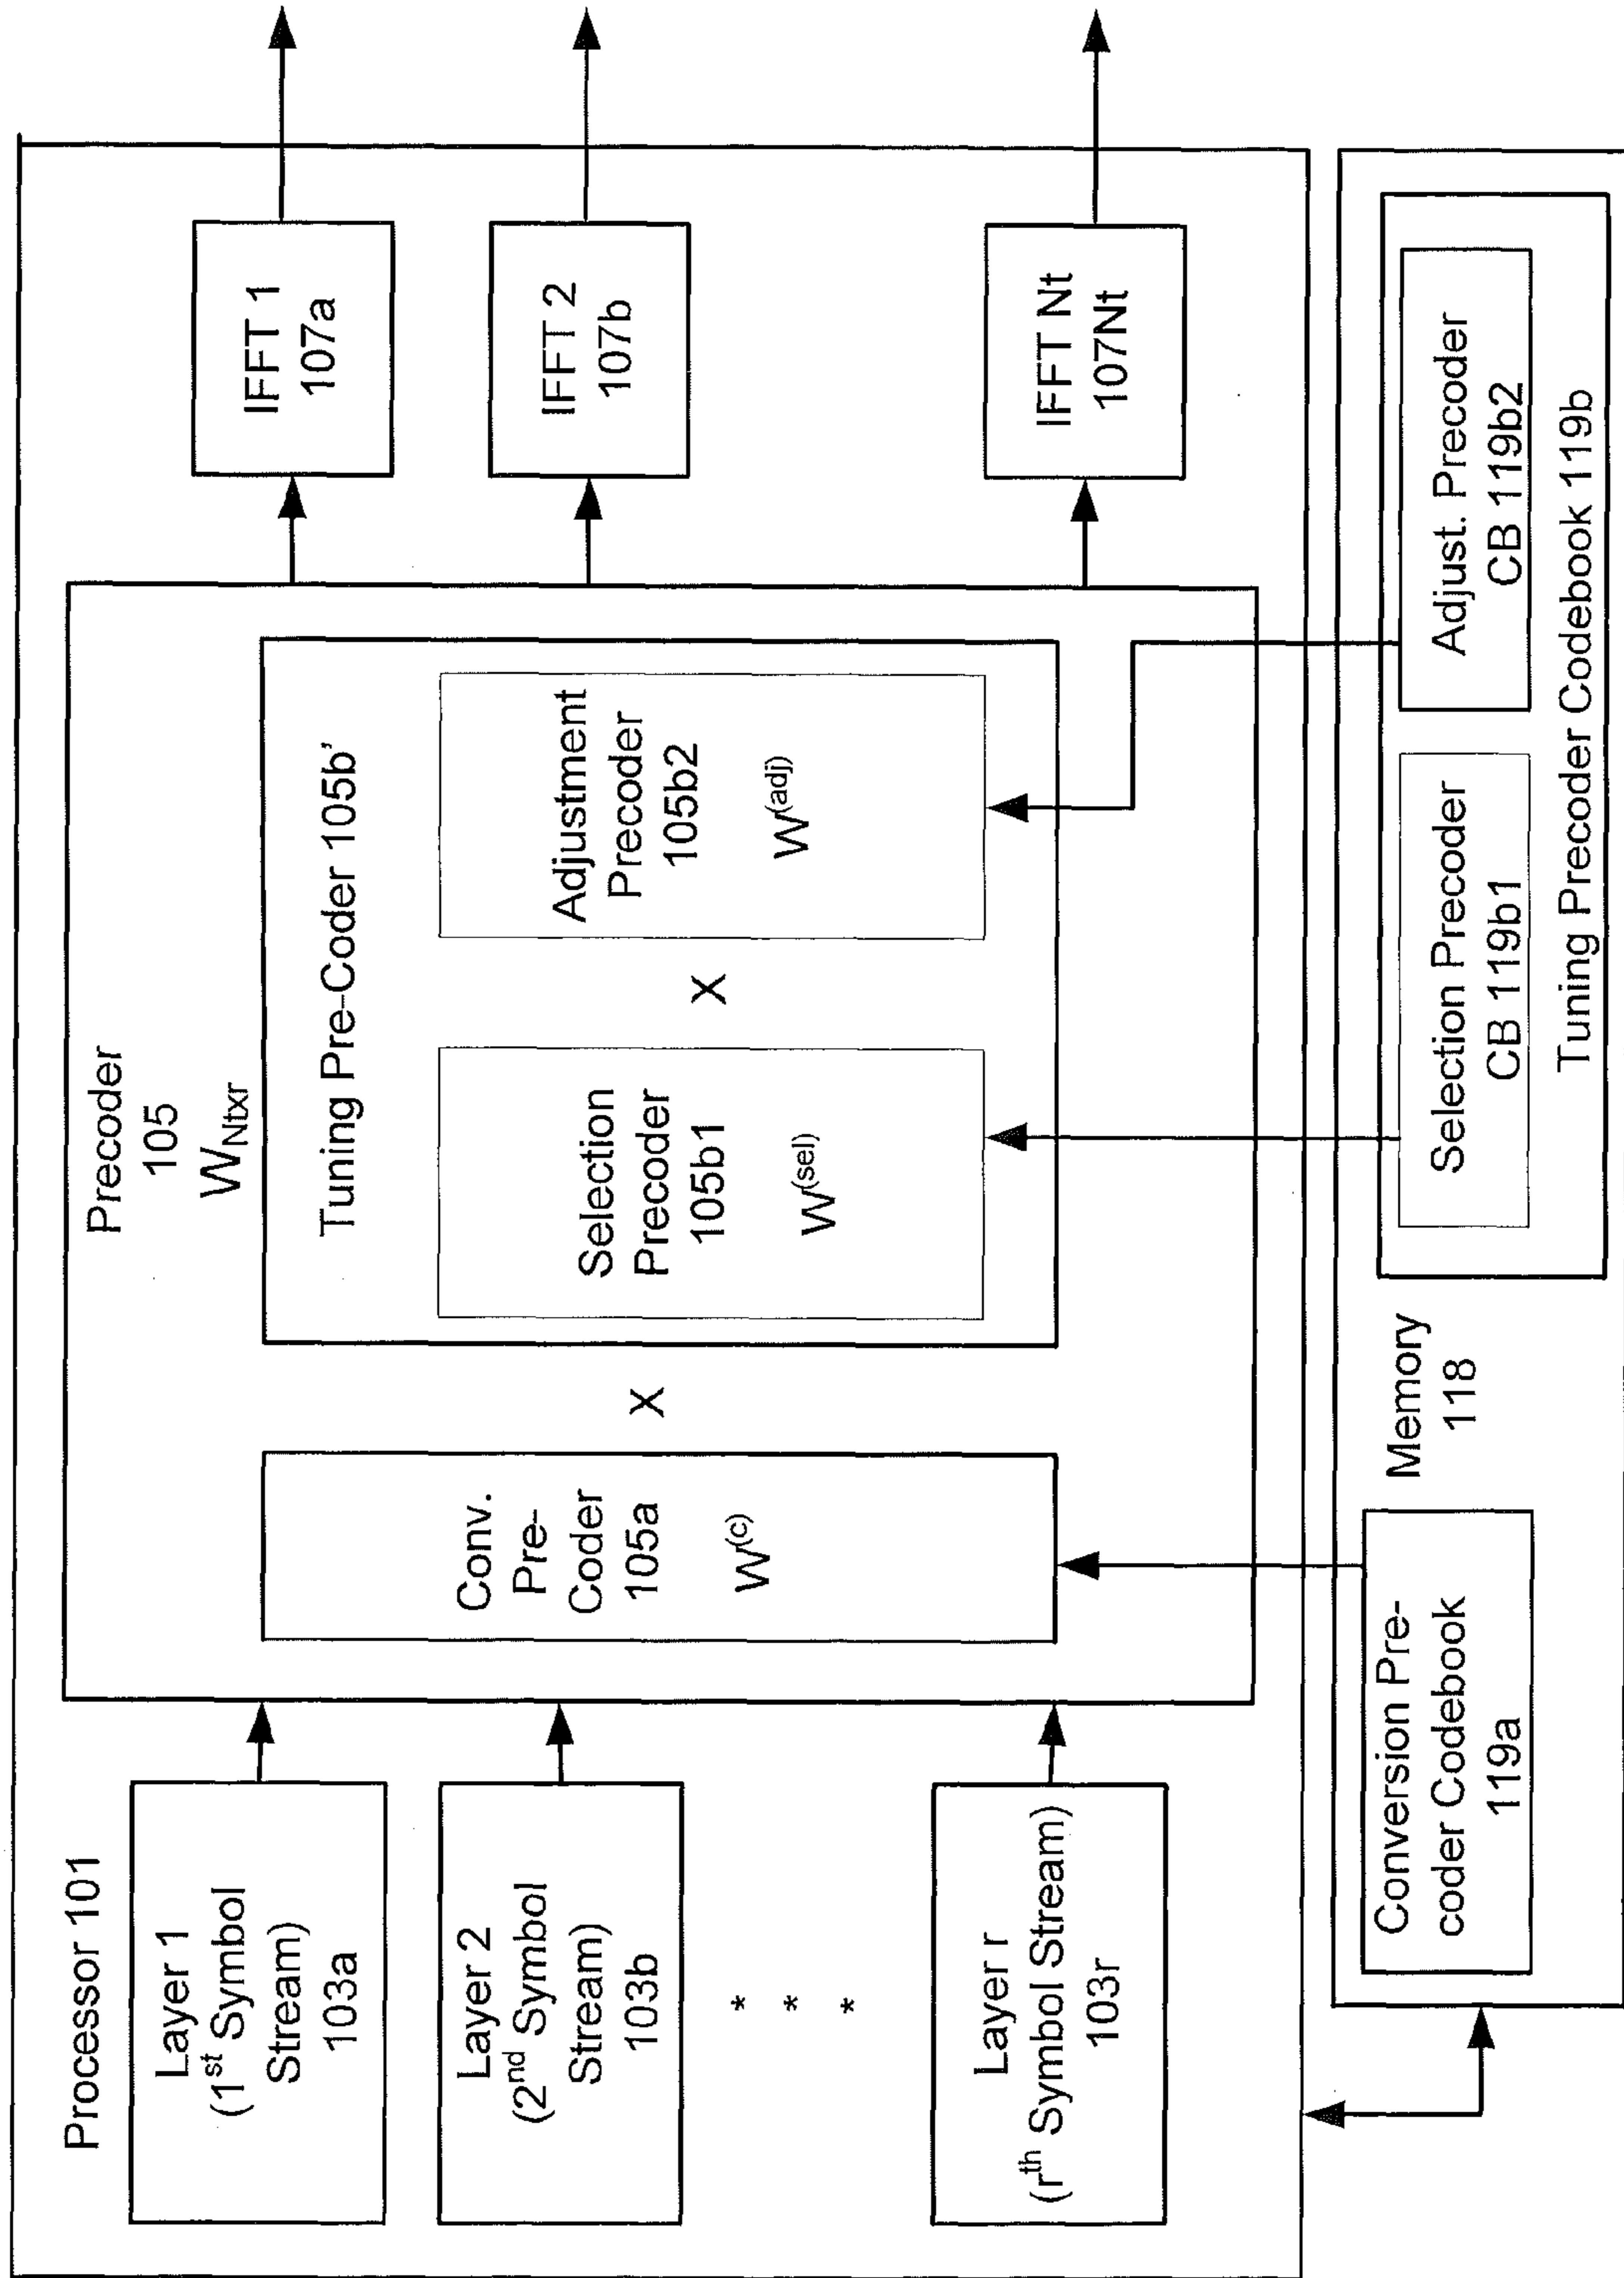 Processor 101
Layer 1
(1st Symbol
Stream)
103a
Layer 2
(2nd Symbol
Stream)
103b
*
*
*
Layer r
(rth Symbol Stream)
103r
Precoder
105
WNtxr
Conv.
Pre-
Coder
105a
W(c)
X
Tuning Pre-Coder 105b'
Selection
Precoder
105b1
W(sel)
X
Adjustment
Precoder
105b2
W(adj)
IFFT 1
107a
IFFT 2
107b
IFFT Nt
107Nt
Conversion Pre-
coder Codebook
119a
Memory
118
Selection Precoder
CB 119b1
Adjust. Precoder
CB 119b2
Tuning Precoder Codebook 119b